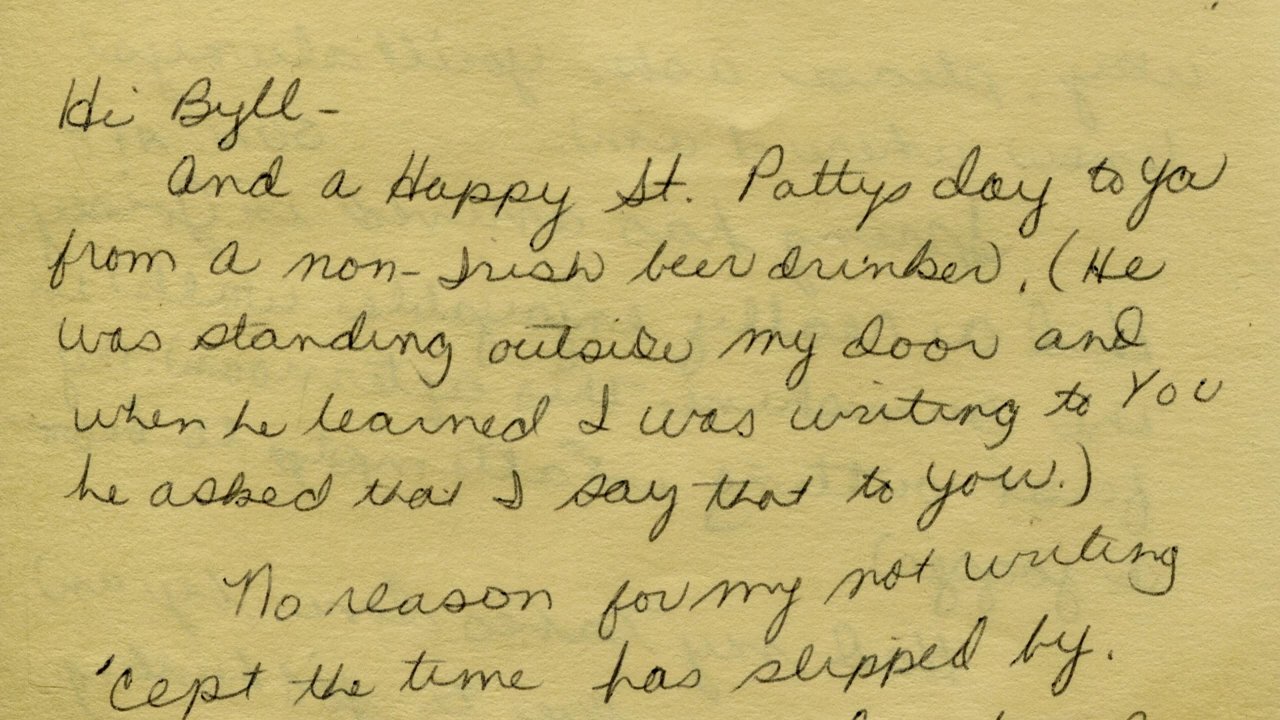 Hi Byll -
And a Happy St. Pattys day to ya
from a non-Irish beer drinker. (He
was standing outside my door and
when he learned I was writing to You
he asked that I say that to you.)
No reason for my not writing
'cept the time has slipped by.